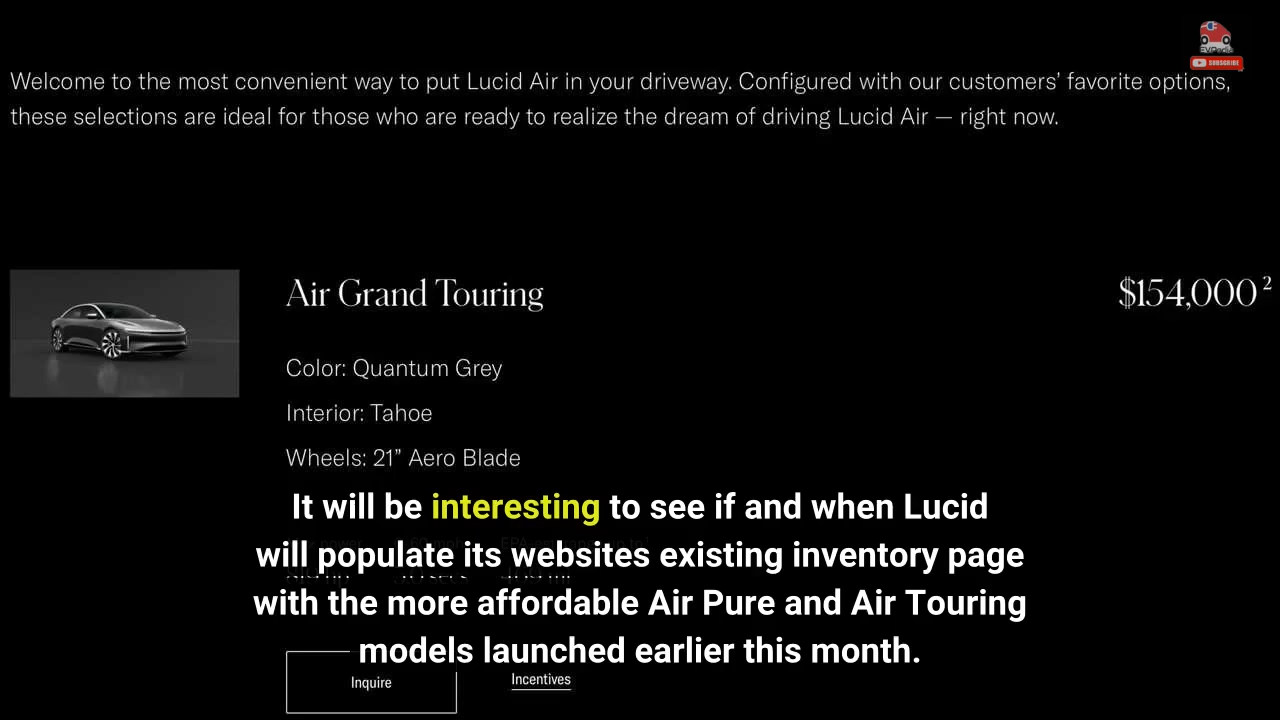 SUBSCRIBE
Welcome to the most convenient way to put Lucid Air in your driveway. Configured with our customers' favorite options,
these selections are ideal for those who are ready to realize the dream of driving Lucid Air — right now.
Air Grand Touring
$154,000²
Color: Quantum Grey
Interior: Tahoe
Wheels: 21” Aero Blade
It will be interesting to see if and when Lucid
will populate its websites existing inventory page
with the more affordable Air Pure and Air Touring
models launched earlier this month.
Inquire
Incentives